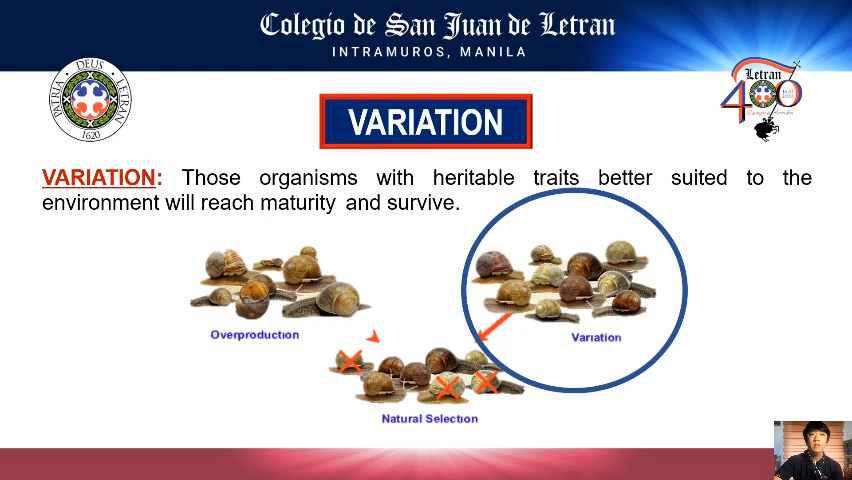 Colegio de San Juan de Letran
INTRAMUROS, MANILA
DEUS
PATRIA
LETRAN
1620
Letran
400
VARIATION
VARIATION: Those organisms with heritable traits better suited to the
environment will reach maturity and survive.
Overproduction
Variation
Natural Selection